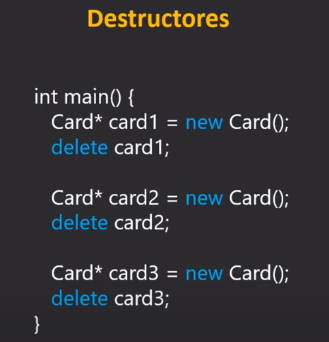 Destructores
int main() {
Card* card1 = new Card();
delete card1;
Card* card2 = new Card();
delete card2;
Card* card3 = new Card();
delete card3;
}